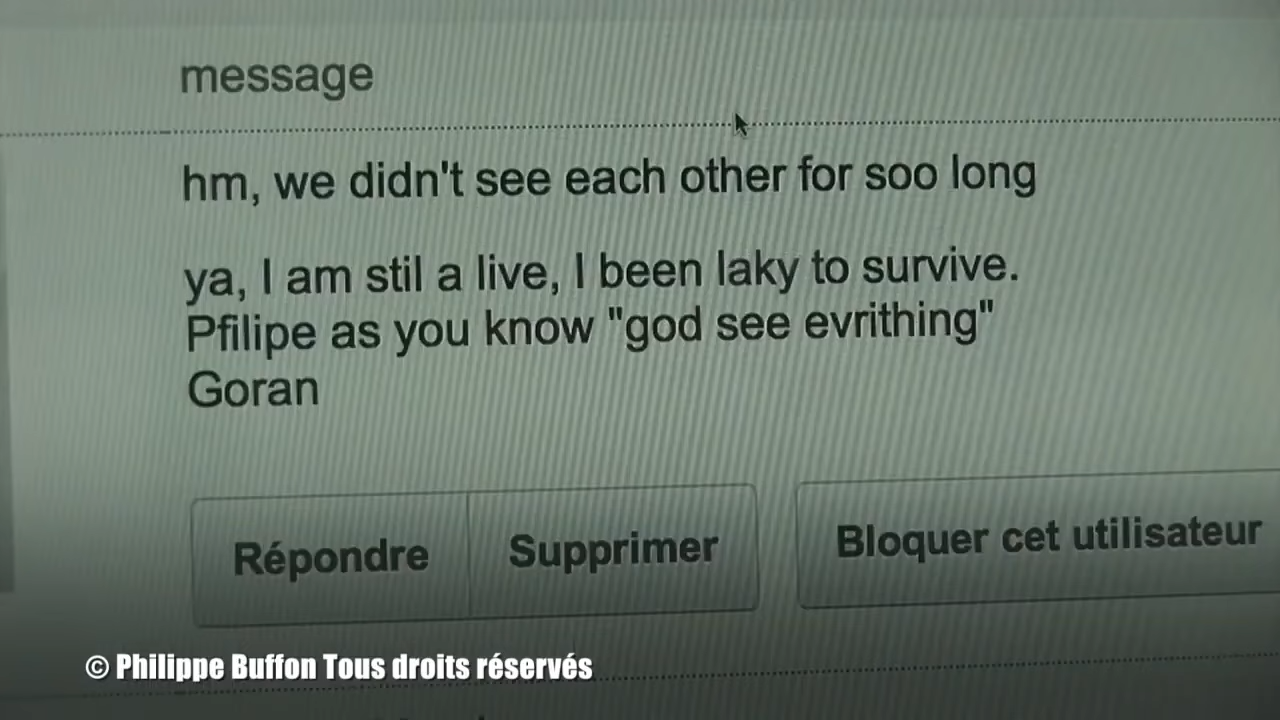 message
hm, we didn't see each other for soo long
ya, I am stil a live, I been laky to survive.
Pfilipe as you know "god see evrithing"
Goran
Répondre
Supprimer
Bloquer cet utilisateur
© Philippe Buffon Tous droits réservés